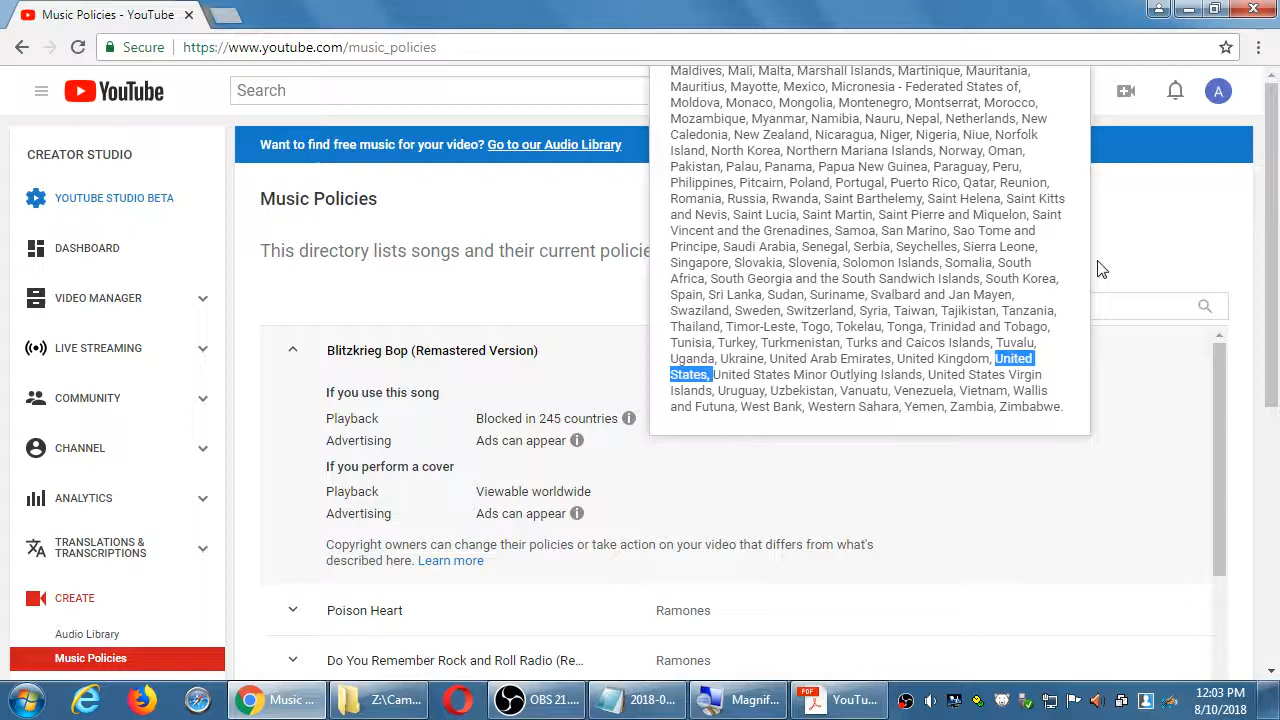 Music Policies - YouTube
Secure https://www.youtube.com/music_policies
YouTube
Search
A
CREATOR STUDIO
YOUTUBE STUDIO BETA
DASHBOARD
VIDEO MANAGER
LIVE STREAMING
COMMUNITY
CHANNEL
ANALYTICS
TRANSLATIONS &
TRANSCRIPTIONS
CREATE
Audio Library
Music Policies
Want to find free music for your video? Go to our Audio Library
Music Policies
This directory lists songs and their current policie
Maldives, Mali, Malta, Marshall Islands, Martinique, Mauritania,
Mauritius, Mayotte, Mexico, Micronesia - Federated States of,
Moldova, Monaco, Mongolia, Montenegro, Montserrat, Morocco,
Mozambique, Myanmar, Namibia, Nauru, Nepal, Netherlands, New
Caledonia, New Zealand, Nicaragua, Niger, Nigeria, Niue, Norfolk
Island, North Korea, Northern Mariana Islands, Norway, Oman,
Pakistan, Palau, Panama, Papua New Guinea, Paraguay, Peru,
Philippines, Pitcairn, Poland, Portugal, Puerto Rico, Qatar, Reunion,
Romania, Russia, Rwanda, Saint Barthelemy, Saint Helena, Saint Kitts
and Nevis, Saint Lucia, Saint Martin, Saint Pierre and Miquelon, Saint
Vincent and the Grenadines, Samoa, San Marino, Sao Tome and
Principe, Saudi Arabia, Senegal, Serbia, Seychelles, Sierra Leone,
Singapore, Slovakia, Slovenia, Solomon Islands, Somalia, South
Africa, South Georgia and the South Sandwich Islands, South Korea,
Spain, Sri Lanka, Sudan, Suriname, Svalbard and Jan Mayen,
Swaziland, Sweden, Switzerland, Syria, Taiwan, Tajikistan, Tanzania,
Thailand, Timor-Leste, Togo, Tokelau, Tonga, Trinidad and Tobago,
Tunisia, Turkey, Turkmenistan, Turks and Caicos Islands, Tuvalu,
Uganda, Ukraine, United Arab Emirates, United Kingdom, United
States, United States Minor Outlying Islands, United States Virgin
Islands, Uruguay, Uzbekistan, Vanuatu, Venezuela, Vietnam, Wallis
and Futuna, West Bank, Western Sahara, Yemen, Zambia, Zimbabwe.
Blitzkrieg Bop (Remastered Version)
If you use this song
Playback Blocked in 245 countries
Advertising Ads can appear
If you perform a cover
Playback Viewable worldwide
Advertising Ads can appear
Copyright owners can change their policies or take action on your video that differs from what's
described here. Learn more
Poison Heart Ramones
Do You Remember Rock and Roll Radio (Re... Ramones
Music ... Z:\Cam... OBS 21.... 2018-0... Magnif... PDF YouTu...
12:03 PM
8/10/2018